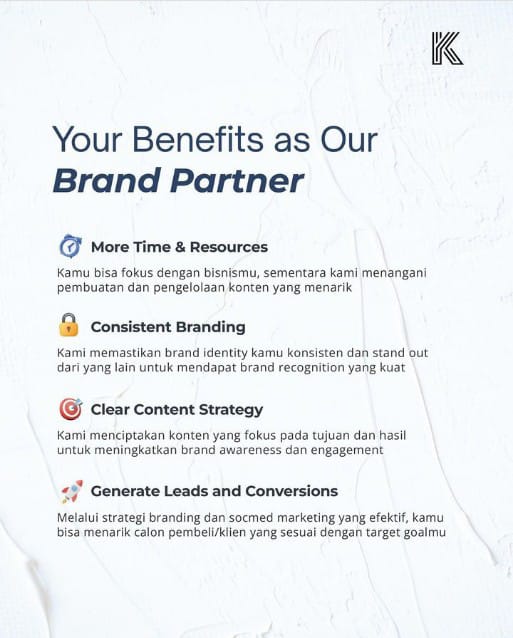 K
Your Benefits as Our
Brand Partner
More Time & Resources
Kamu bisa fokus dengan bisnismu, sementara kami menangani
pembuatan dan pengelolaan konten yang menarik
Consistent Branding
Kami memastikan brand identity kamu konsisten dan stand out
dari yang lain untuk mendapat brand recognition yang kuat
Clear Content Strategy
Kami menciptakan konten yang fokus pada tujuan dan hasil
untuk meningkatkan brand awareness dan engagement
Generate Leads and Conversions
Melalui strategi branding dan socmed marketing yang efektif, kamu
bisa menarik calon pembeli/klien yang sesuai dengan target goalmu